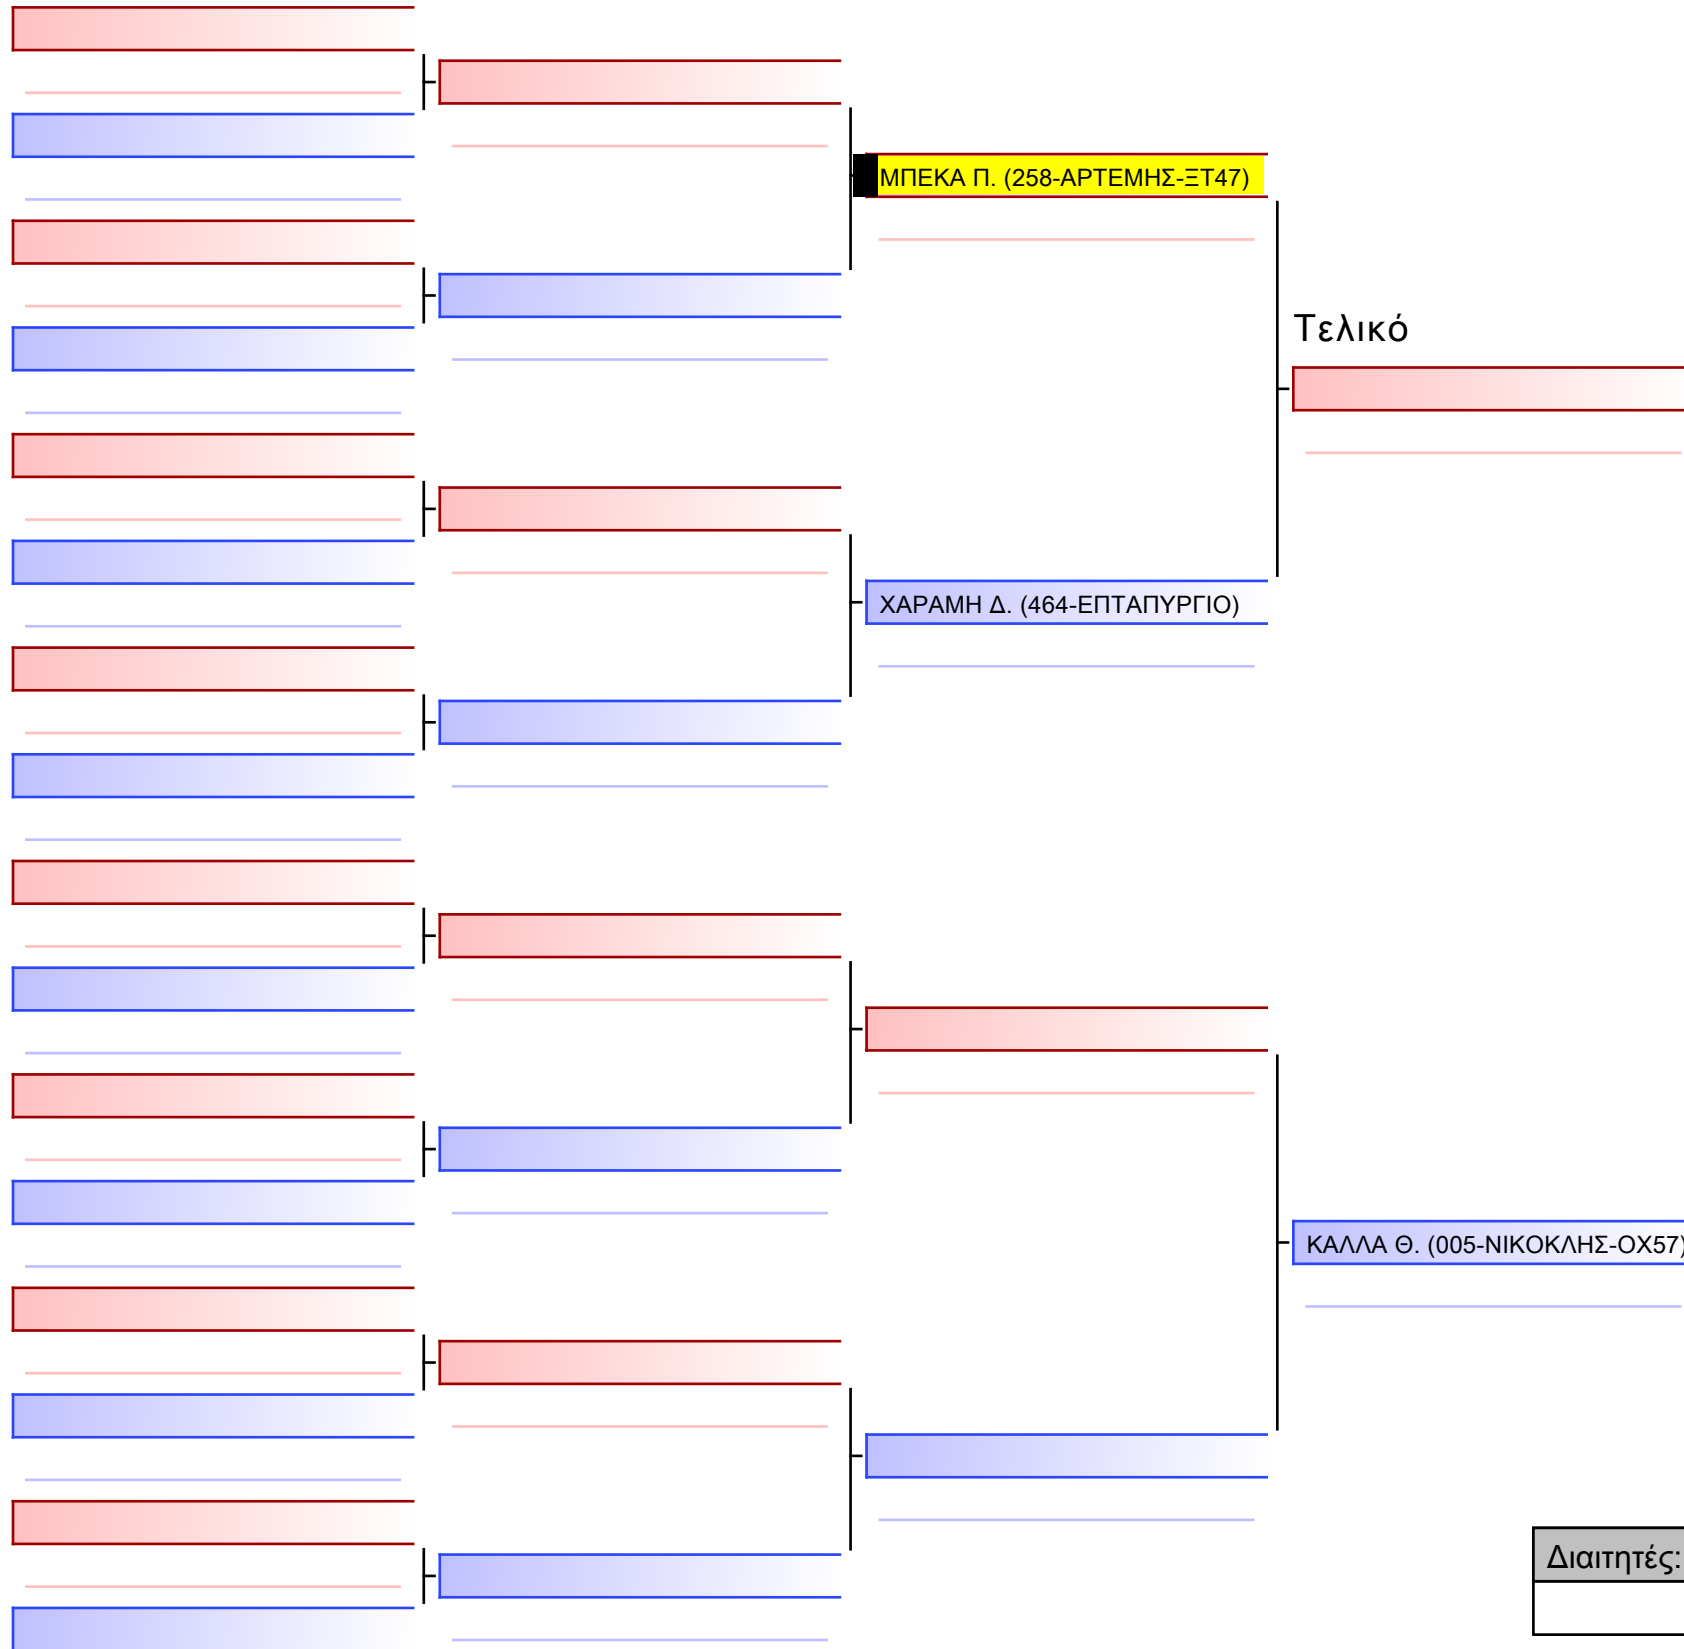 ΜΠΕΚΑ Π. (258-ΑΡΤΕΜΗΣ-ΞΤ47)
Τελικό
ΧΑΡΑΜΗ Δ. (464-ΕΠΤΑΠΥΡΓΙΟ)
ΚΑΛΛΑ Θ. (005-ΝΙΚΟΚΛΗΣ-ΟΧ57)
Διαιτητές: